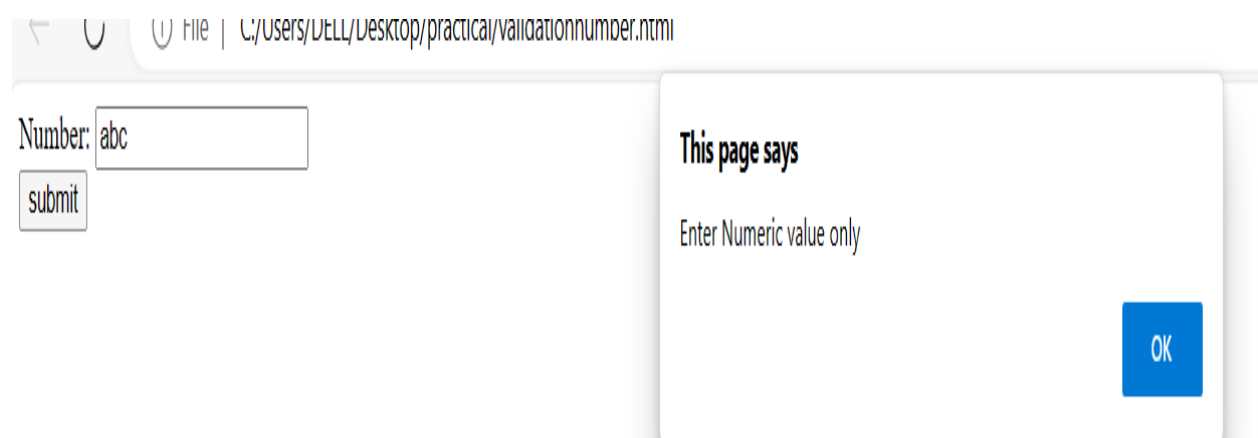 File | C:/Users/DELL/Desktop/practical/validationnumber.html
Number: abc
submit
This page says
Enter Numeric value only
OK